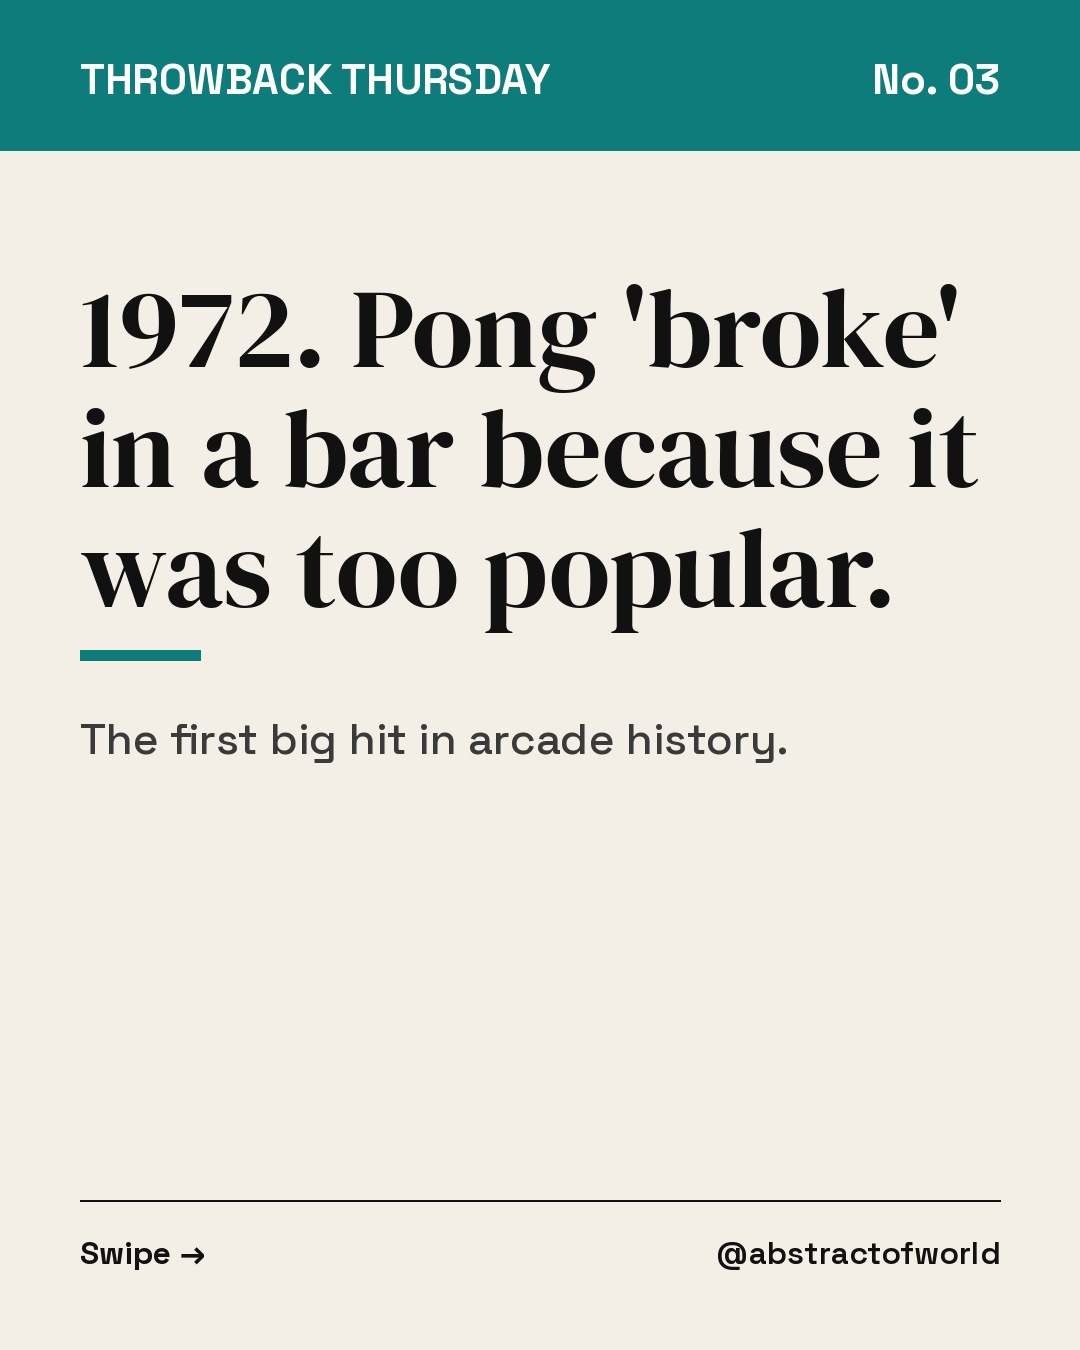 THROWBACK THURSDAY
No. 03
1972. Pong 'broke'
in a bar because it
was too popular.
The first big hit in arcade history.
Swipe →
@abstractofworld